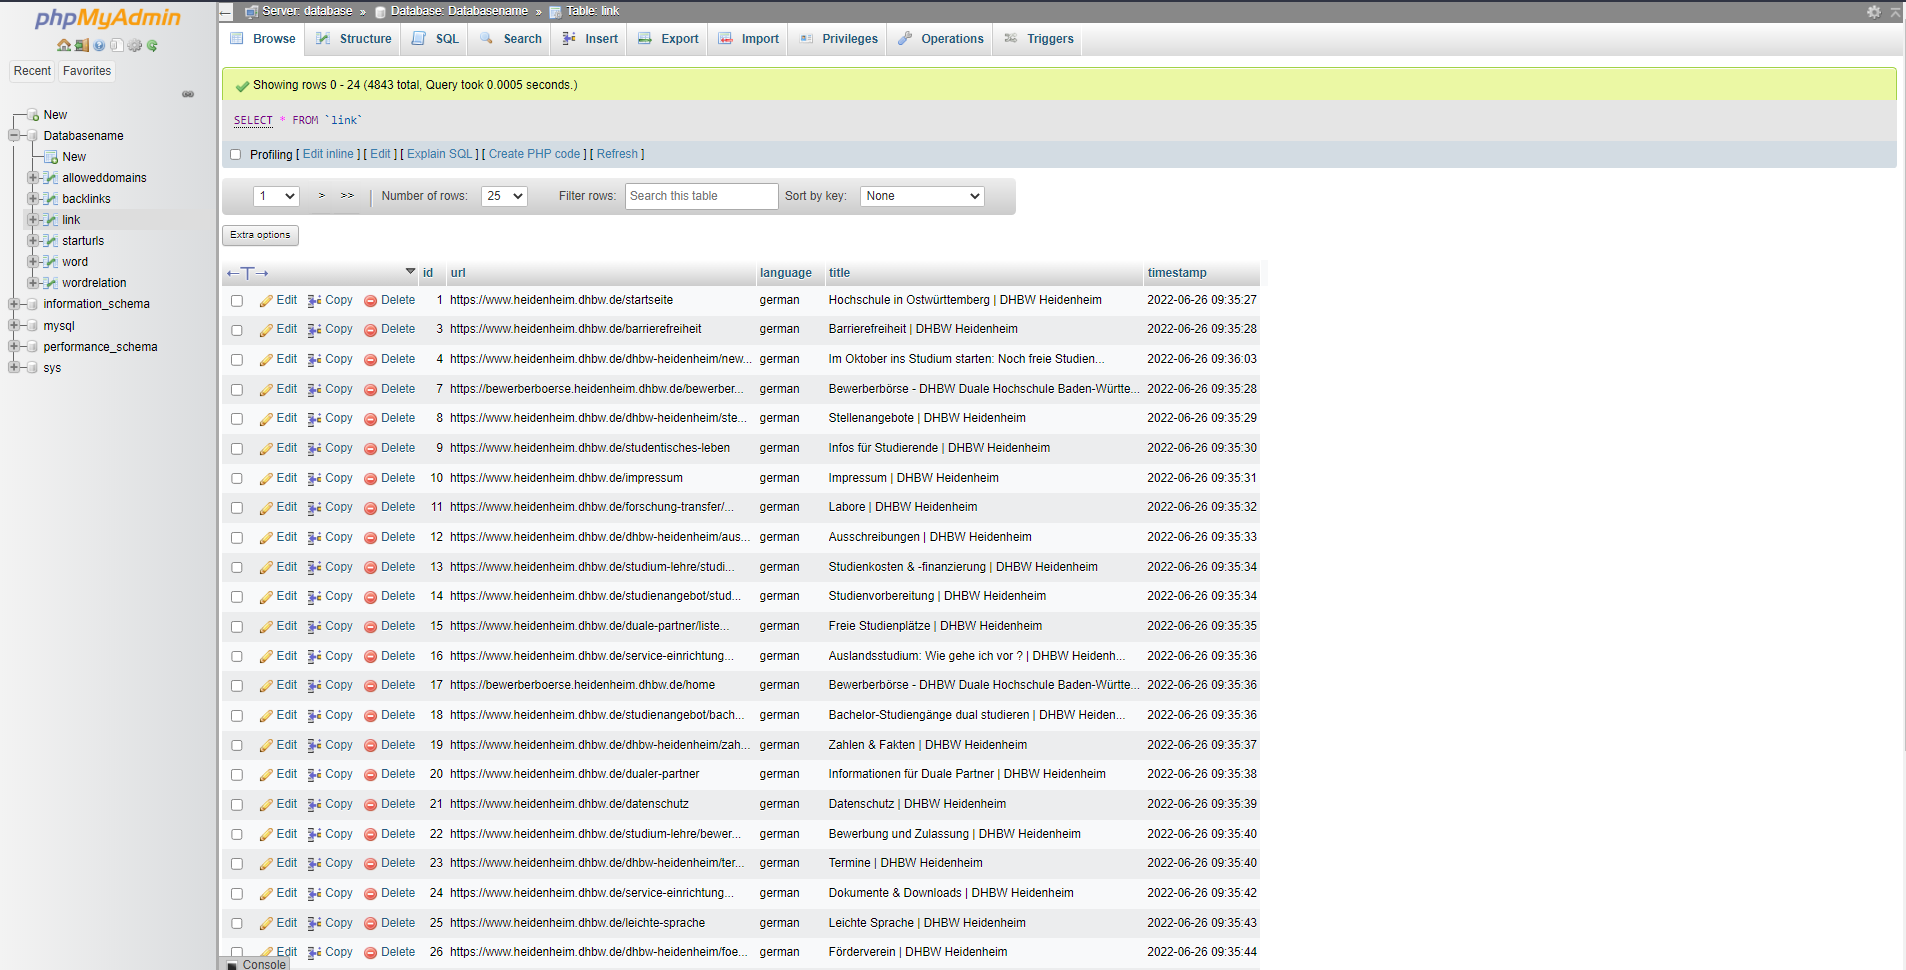 phpMyAdmin
Recent Favorites
New
Databasename
New
alloweddomains
backlinks
link
starturls
word
wordrelation
information_schema
mysql
performance_schema
sys
Server: database » Database: Databasename » Table: link
Browse Structure SQL Search Insert Export Import Privileges Operations Triggers
Showing rows 0 - 24 (4843 total, Query took 0.0005 seconds.)
SELECT * FROM `link`
Profiling [ Edit inline ] [ Edit ] [ Explain SQL ] [ Create PHP code ] [ Refresh ]
1 > >> | Number of rows: 25 Filter rows: Search this table Sort by key: None
Extra options
←T→ id url language title timestamp
Edit Copy Delete 1 https://www.heidenheim.dhbw.de/startseite german Hochschule in Ostwürttemberg | DHBW Heidenheim 2022-06-26 09:35:27
Edit Copy Delete 3 https://www.heidenheim.dhbw.de/barrierefreiheit german Barrierefreiheit | DHBW Heidenheim 2022-06-26 09:35:28
Edit Copy Delete 4 https://www.heidenheim.dhbw.de/dhbw-heidenheim/new... german Im Oktober ins Studium starten: Noch freie Studien... 2022-06-26 09:36:03
Edit Copy Delete 7 https://bewerberboerse.heidenheim.dhbw.de/bewerber... german Bewerberbörse - DHBW Duale Hochschule Baden-Württe... 2022-06-26 09:35:28
Edit Copy Delete 8 https://www.heidenheim.dhbw.de/dhbw-heidenheim/ste... german Stellenangebote | DHBW Heidenheim 2022-06-26 09:35:29
Edit Copy Delete 9 https://www.heidenheim.dhbw.de/studentisches-leben german Infos für Studierende | DHBW Heidenheim 2022-06-26 09:35:30
Edit Copy Delete 10 https://www.heidenheim.dhbw.de/impressum german Impressum | DHBW Heidenheim 2022-06-26 09:35:31
Edit Copy Delete 11 https://www.heidenheim.dhbw.de/forschung-transfer/... german Labore | DHBW Heidenheim 2022-06-26 09:35:32
Edit Copy Delete 12 https://www.heidenheim.dhbw.de/dhbw-heidenheim/aus... german Ausschreibungen | DHBW Heidenheim 2022-06-26 09:35:33
Edit Copy Delete 13 https://www.heidenheim.dhbw.de/studium-lehre/studi... german Studienkosten & -finanzierung | DHBW Heidenheim 2022-06-26 09:35:34
Edit Copy Delete 14 https://www.heidenheim.dhbw.de/studienangebot/stud... german Studienvorbereitung | DHBW Heidenheim 2022-06-26 09:35:34
Edit Copy Delete 15 https://www.heidenheim.dhbw.de/duale-partner/liste... german Freie Studienplätze | DHBW Heidenheim 2022-06-26 09:35:35
Edit Copy Delete 16 https://www.heidenheim.dhbw.de/service-einrichtung... german Auslandsstudium: Wie gehe ich vor ? | DHBW Heidenh... 2022-06-26 09:35:36
Edit Copy Delete 17 https://bewerberboerse.heidenheim.dhbw.de/home german Bewerberbörse - DHBW Duale Hochschule Baden-Württe... 2022-06-26 09:35:36
Edit Copy Delete 18 https://www.heidenheim.dhbw.de/studienangebot/bach... german Bachelor-Studiengänge dual studieren | DHBW Heiden... 2022-06-26 09:35:36
Edit Copy Delete 19 https://www.heidenheim.dhbw.de/dhbw-heidenheim/zah... german Zahlen & Fakten | DHBW Heidenheim 2022-06-26 09:35:37
Edit Copy Delete 20 https://www.heidenheim.dhbw.de/dualer-partner german Informationen für Duale Partner | DHBW Heidenheim 2022-06-26 09:35:38
Edit Copy Delete 21 https://www.heidenheim.dhbw.de/datenschutz german Datenschutz | DHBW Heidenheim 2022-06-26 09:35:39
Edit Copy Delete 22 https://www.heidenheim.dhbw.de/studium-lehre/bewer... german Bewerbung und Zulassung | DHBW Heidenheim 2022-06-26 09:35:40
Edit Copy Delete 23 https://www.heidenheim.dhbw.de/dhbw-heidenheim/ter... german Termine | DHBW Heidenheim 2022-06-26 09:35:40
Edit Copy Delete 24 https://www.heidenheim.dhbw.de/service-einrichtung... german Dokumente & Downloads | DHBW Heidenheim 2022-06-26 09:35:42
Edit Copy Delete 25 https://www.heidenheim.dhbw.de/leichte-sprache german Leichte Sprache | DHBW Heidenheim 2022-06-26 09:35:43
Edit Copy Delete 26 https://www.heidenheim.dhbw.de/dhbw-heidenheim/foe... german Förderverein | DHBW Heidenheim 2022-06-26 09:35:44
Console